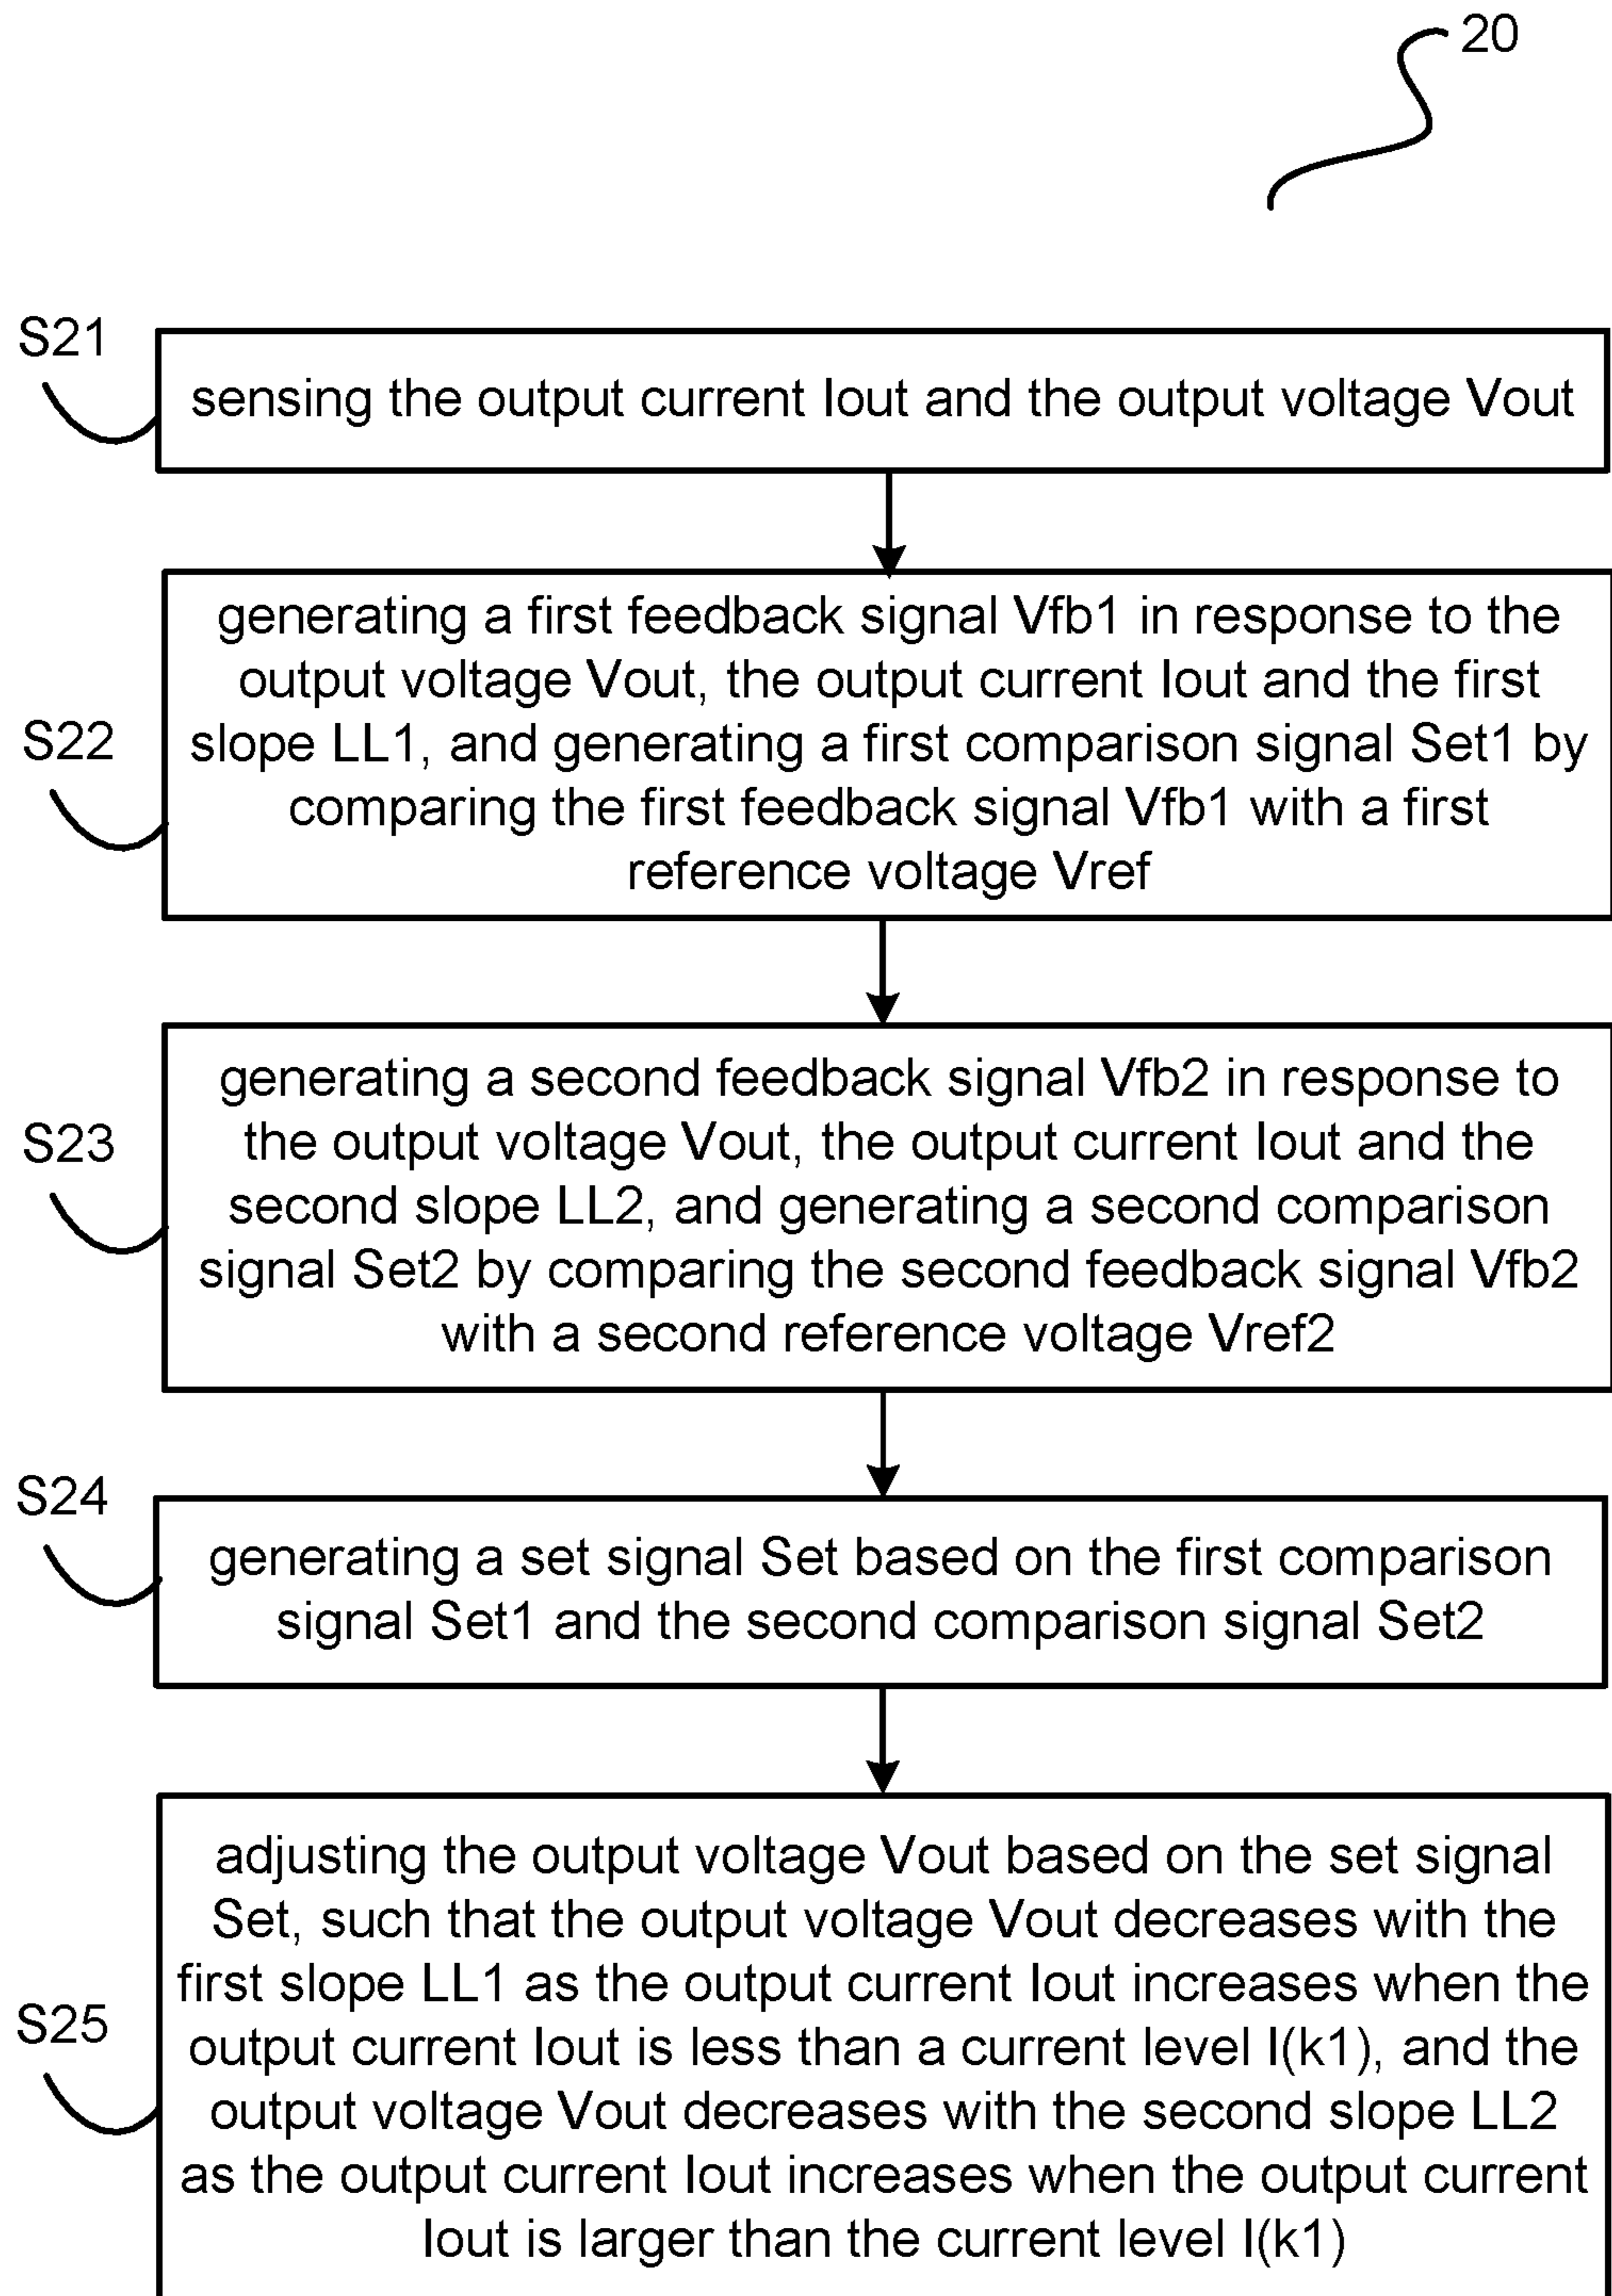 20
S21
sensing the output current Iout and the output voltage Vout
S22
generating a first feedback signal Vfb1 in response to the
output voltage Vout, the output current Iout and the first
slope LL1, and generating a first comparison signal Set1 by
comparing the first feedback signal Vfb1 with a first
reference voltage Vref
S23
generating a second feedback signal Vfb2 in response to
the output voltage Vout, the output current Iout and the
second slope LL2, and generating a second comparison
signal Set2 by comparing the second feedback signal Vfb2
with a second reference voltage Vref2
S24
generating a set signal Set based on the first comparison
signal Set1 and the second comparison signal Set2
S25
adjusting the output voltage Vout based on the set signal
Set, such that the output voltage Vout decreases with the
first slope LL1 as the output current Iout increases when the
output current Iout is less than a current level I(k1), and the
output voltage Vout decreases with the second slope LL2
as the output current Iout increases when the output current
Iout is larger than the current level I(k1)